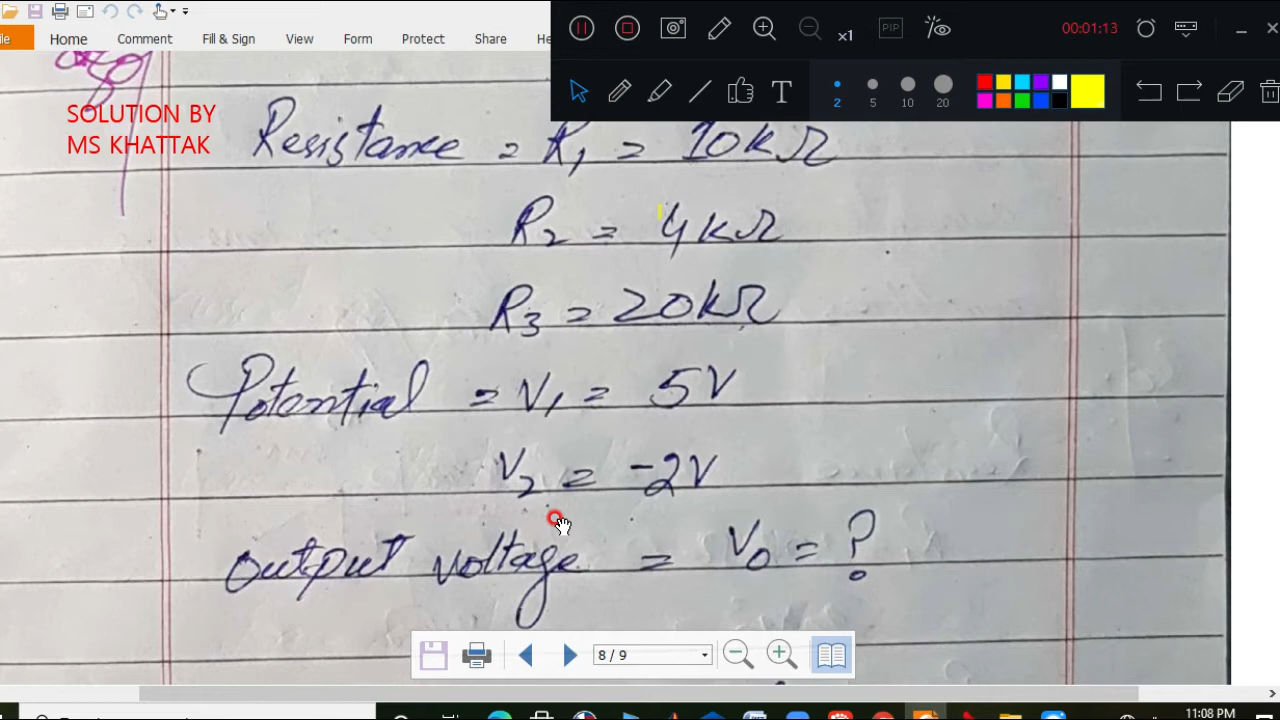 Home Comment Fill & Sign View Form Protect Share
x1 PIP 00:01:13
2 5 10 20
SOLUTION BY
MS KHATTAK
Resistance = R1 = 10kΩ
R2 = 4kΩ
R3 = 20kΩ
Potential = V1 = 5V
V2 = -2V
Output voltage = V0 = ?
8 / 9
11:08 PM